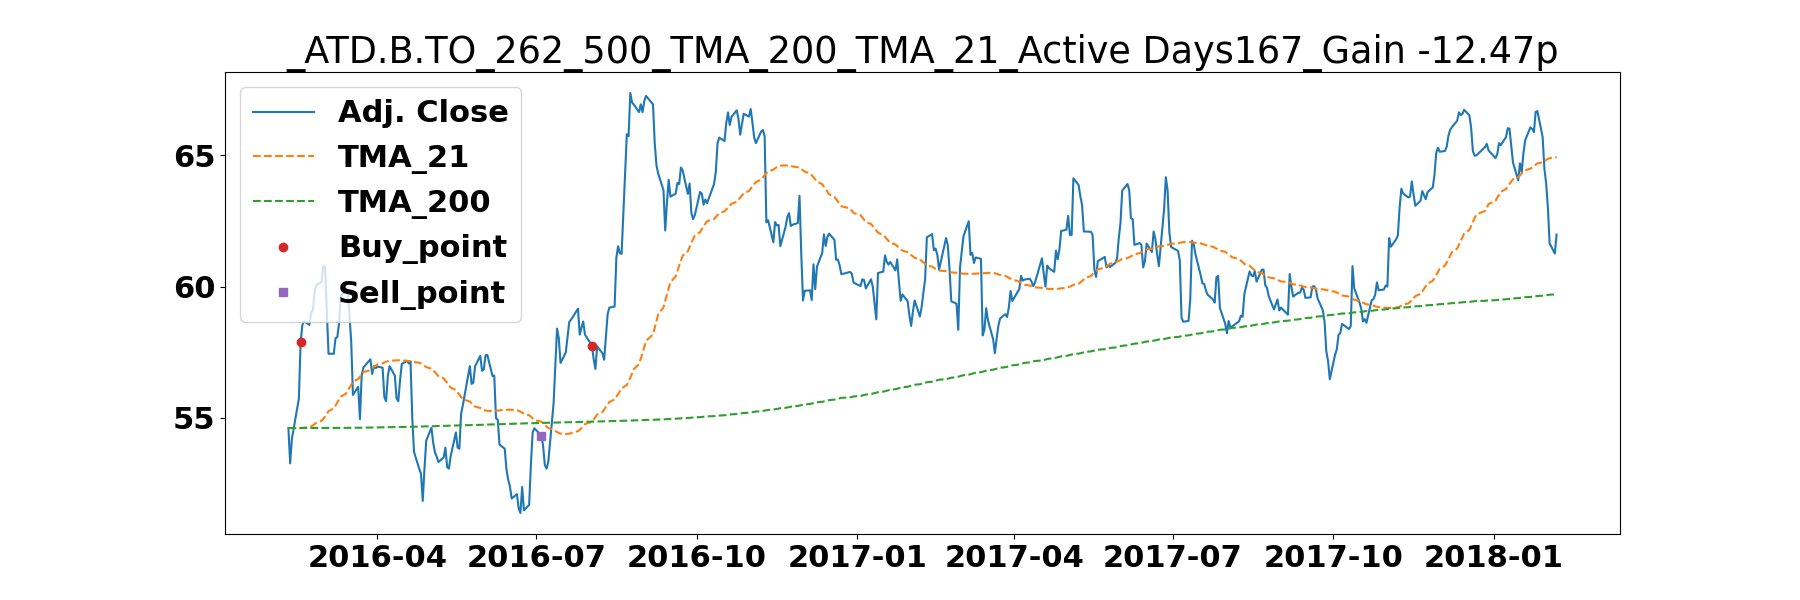 _ATD.B.TO_262_500_TMA_200_TMA_21_Active Days167_Gain -12.47p
Adj. Close
TMA_21
TMA_200
Buy_point
Sell_point
65
60
55
2016-04 2016-07 2016-10 2017-01 2017-04 2017-07 2017-10 2018-01